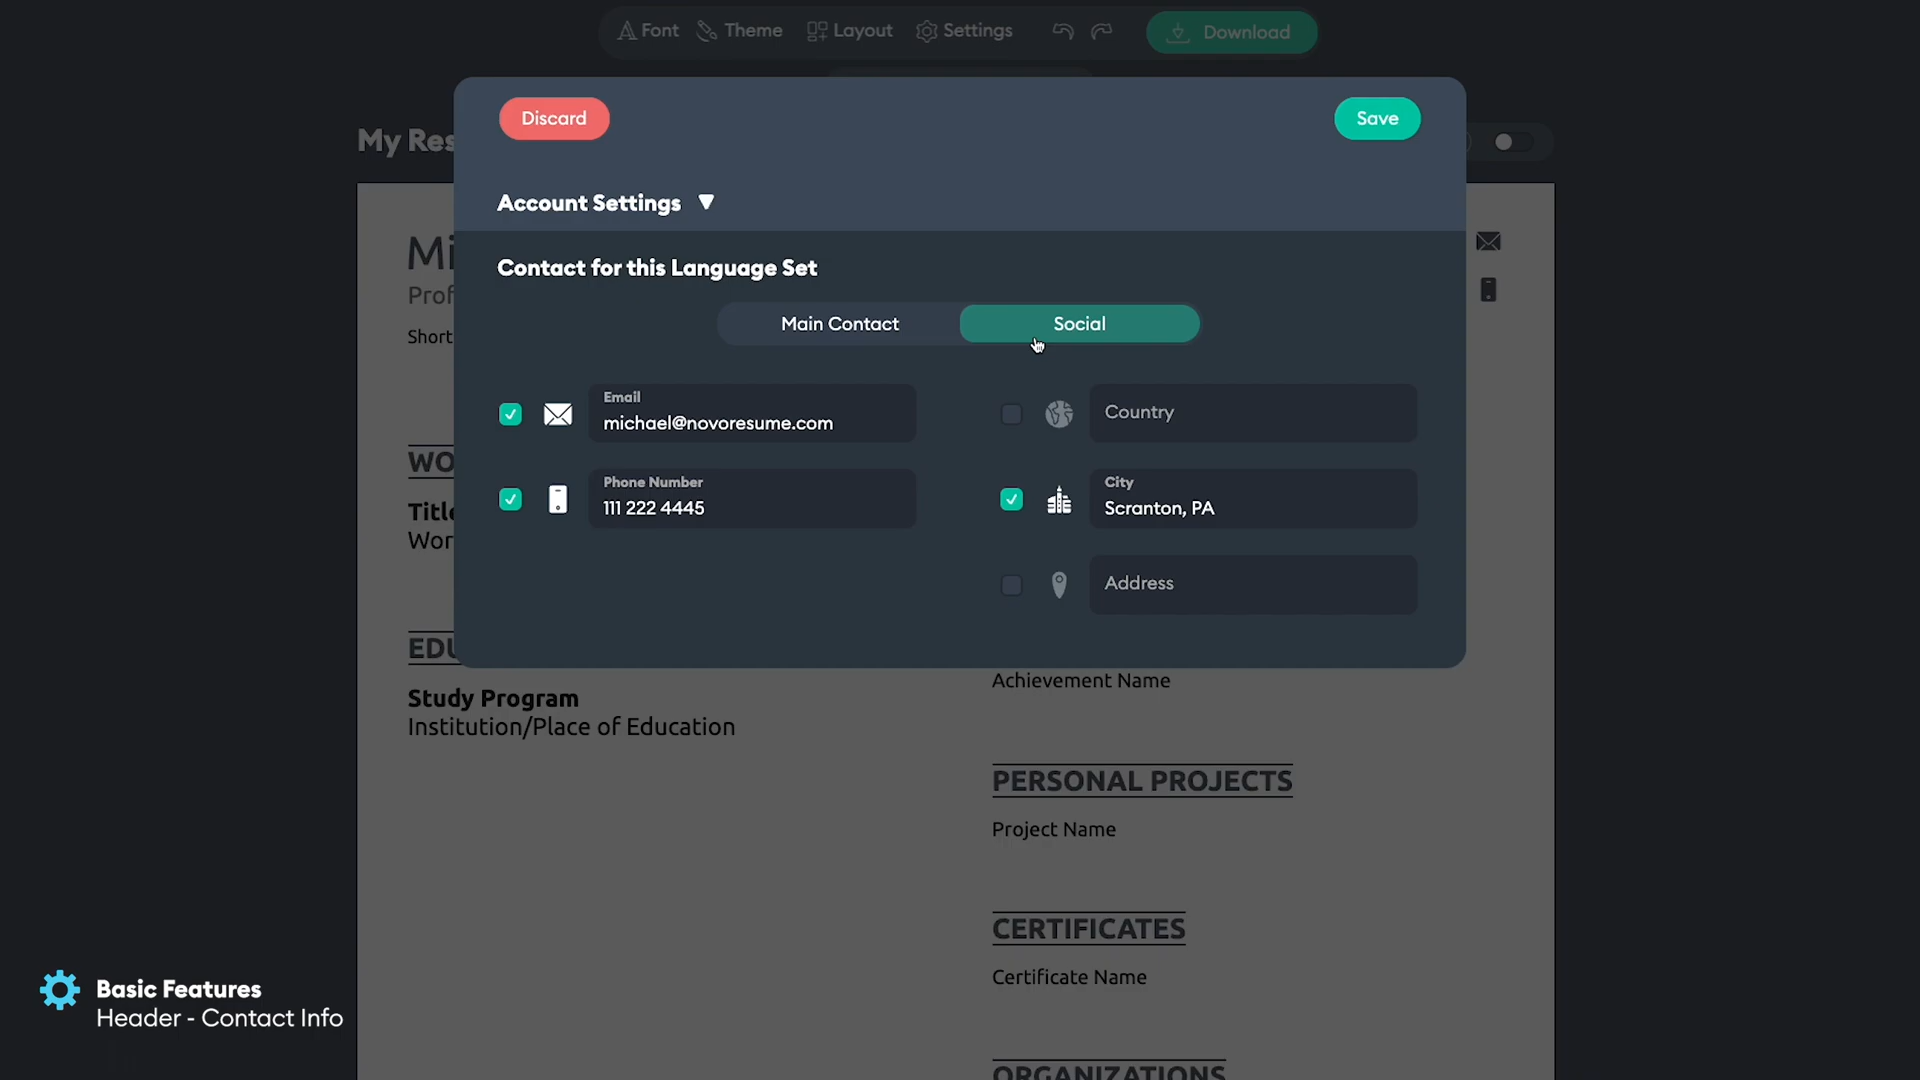 Font Theme Layout Settings Download
Discard Save
My Res
Account Settings
Contact for this Language Set
Main Contact Social
Email
michael@novoresume.com
Country
Phone Number
111 222 4445
City
Scranton, PA
Address
Mi
Prof
Short
WO
Title
Wor
EDU
Study Program
Institution/Place of Education
Achievement Name
PERSONAL PROJECTS
Project Name
CERTIFICATES
Certificate Name
ORGANIZATIONS
Basic Features
Header - Contact Info